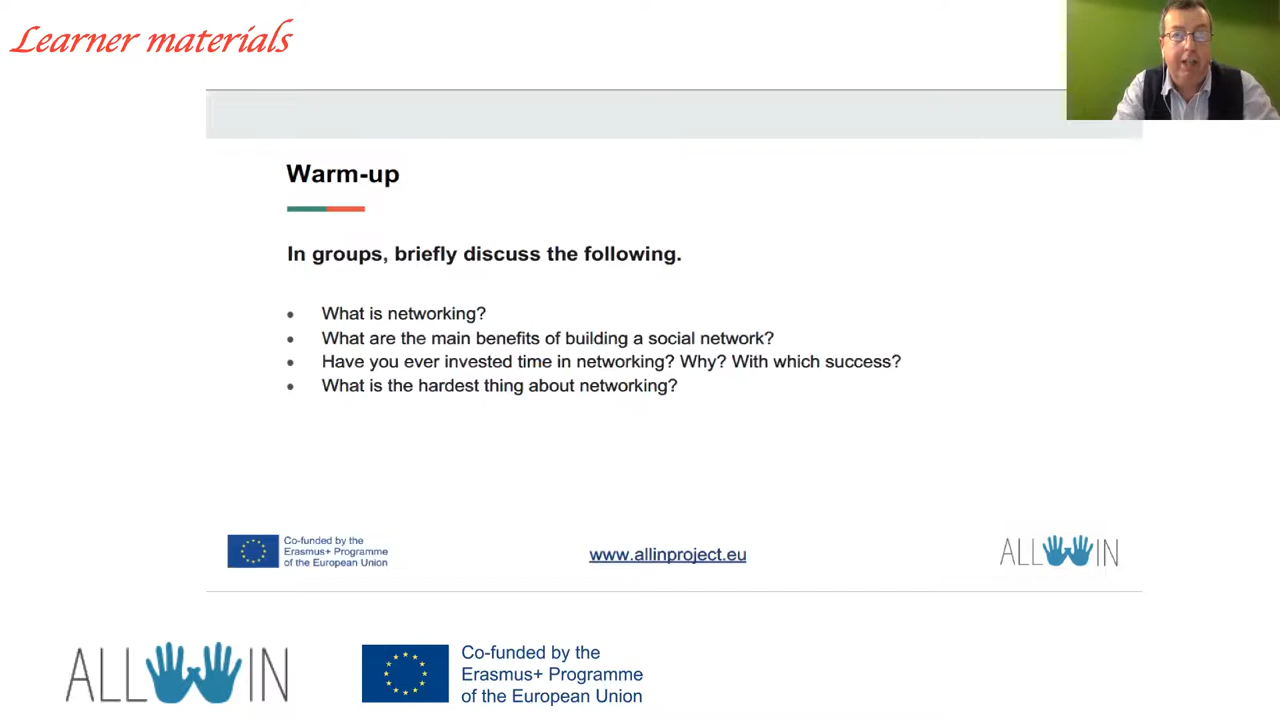 Learner materials
Warm-up
In groups, briefly discuss the following.
• What is networking?
• What are the main benefits of building a social network?
• Have you ever invested time in networking? Why? With which success?
• What is the hardest thing about networking?
Co-funded by the
Erasmus+ Programme
of the European Union
www.allinproject.eu
ALL IN
ALL IN
Co-funded by the
Erasmus+ Programme
of the European Union